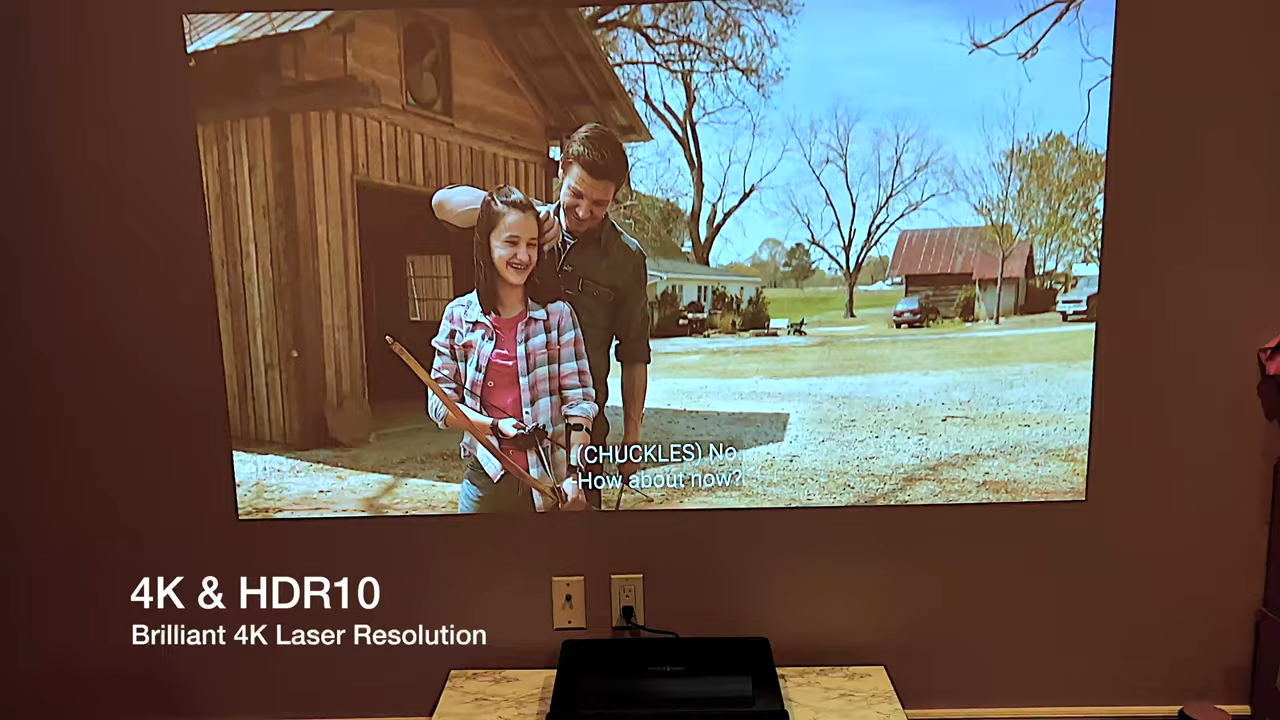 (CHUCKLES) No.
How about now?
4K & HDR10
Brilliant 4K Laser Resolution